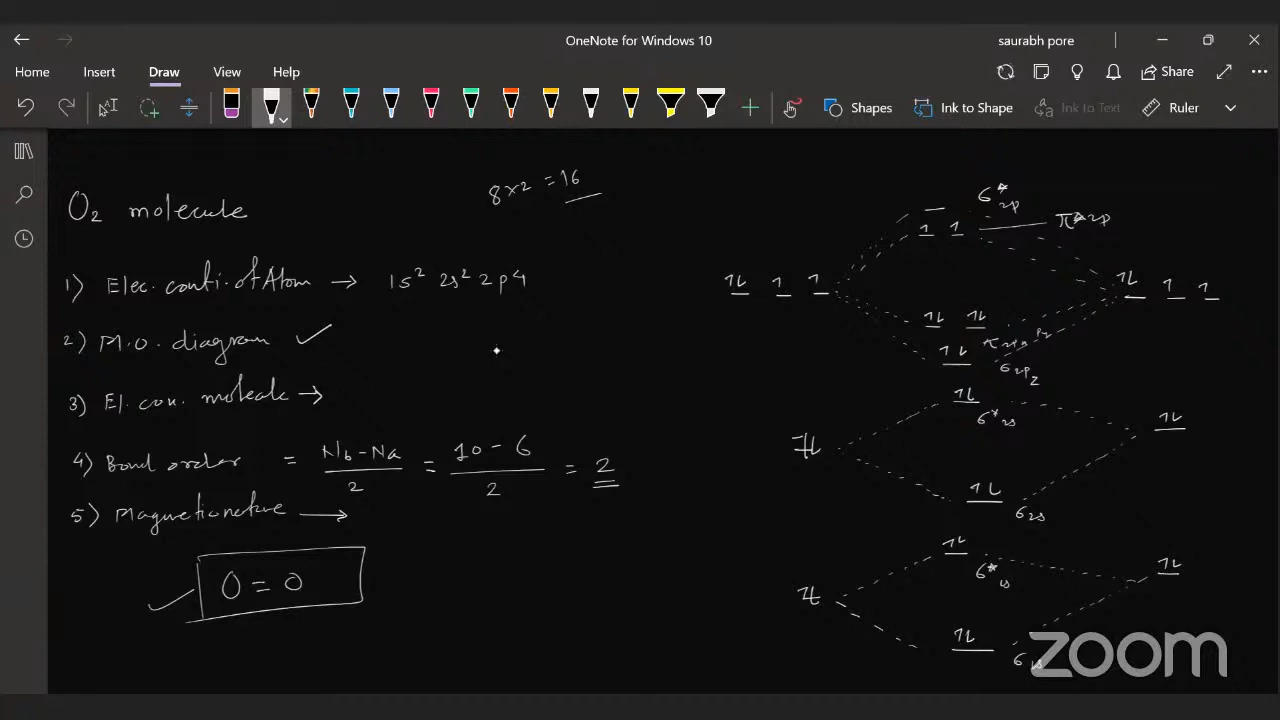 OneNote for Windows 10
saurabh pore
Home Insert Draw View Help
Share
Shapes
Ink to Shape
Ink to Text
Ruler
8×2 = 16
O₂ molecule
1) Elec. confi. of Atom → 1s² 2s² 2p4
2) M.O. diagram ✓
3) El. con. molecule →
4) Bond order = Nb-Na / 2 = 10-6 / 2 = 2
5) Magnetic nature →
O = O
σ*2p
π*2p
σ2pz
σ*2s
σ2s
σ*1s
σ1s
zoom